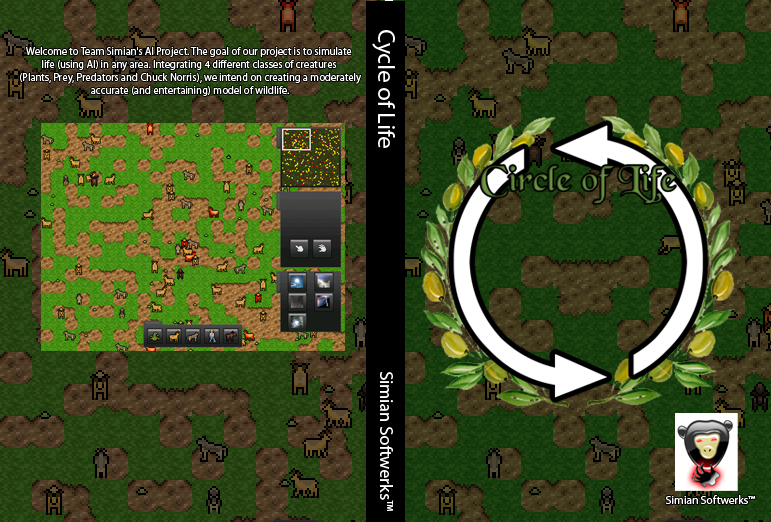 Welcome to Team Simian's AI Project. The goal of our project is to simulate
life (using AI) in any area. Integrating 4 different classes of creatures
(Plants, Prey, Predators and Chuck Norris), we intend on creating a moderately
accurate (and entertaining) model of wildlife.
Cycle of Life
Simian Softwerks™
Circle of Life
Simian Softwerks™